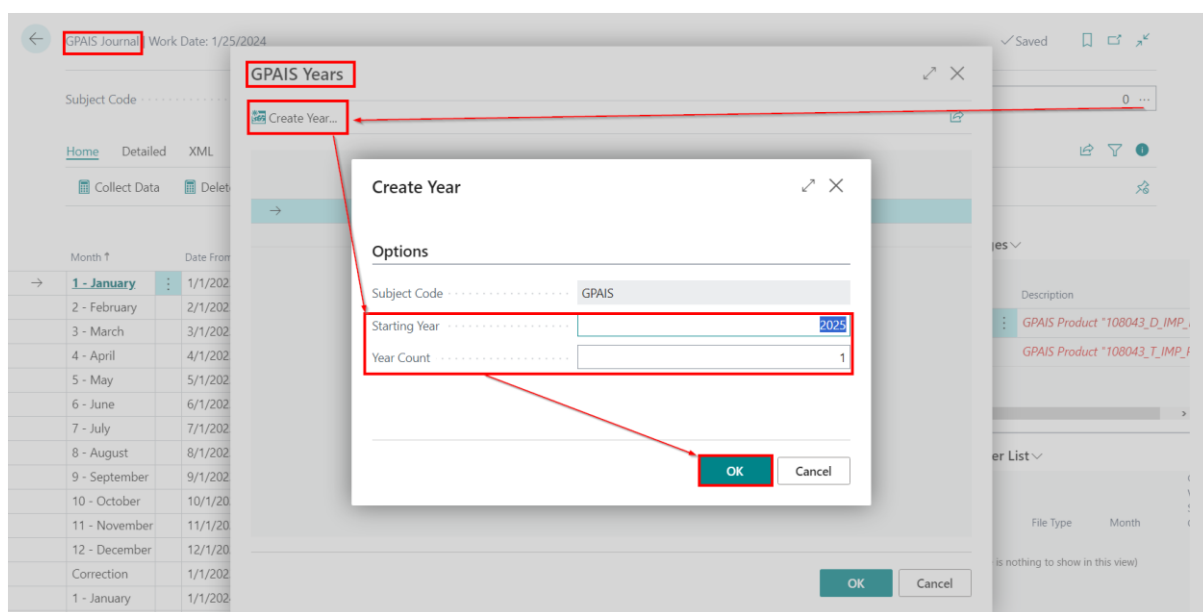 GPAIS Journal | Work Date: 1/25/2024
Saved
GPAIS Years
Subject Code
0
Create Year...
Home Detailed XML
Collect Data
Create Year
Options
Month ↑
Subject Code GPAIS
Starting Year 2025
Year Count 1
Description
1 - January
GPAIS Product "108043_D_IMP_
2 - February 2/1/202
3 - March 3/1/202
GPAIS Product "108043_T_IMP_
4 - April 4/1/202
5 - May 5/1/202
6 - June 6/1/202
7 - July 7/1/202
8 - August 8/1/202
er List
9 - September 9/1/202
OK Cancel
10 - October 10/1/20
11 - November 11/1/20
File Type Month
12 - December 12/1/20
is nothing to show in this view)
Correction 1/1/202
OK Cancel
1 - January 1/1/202